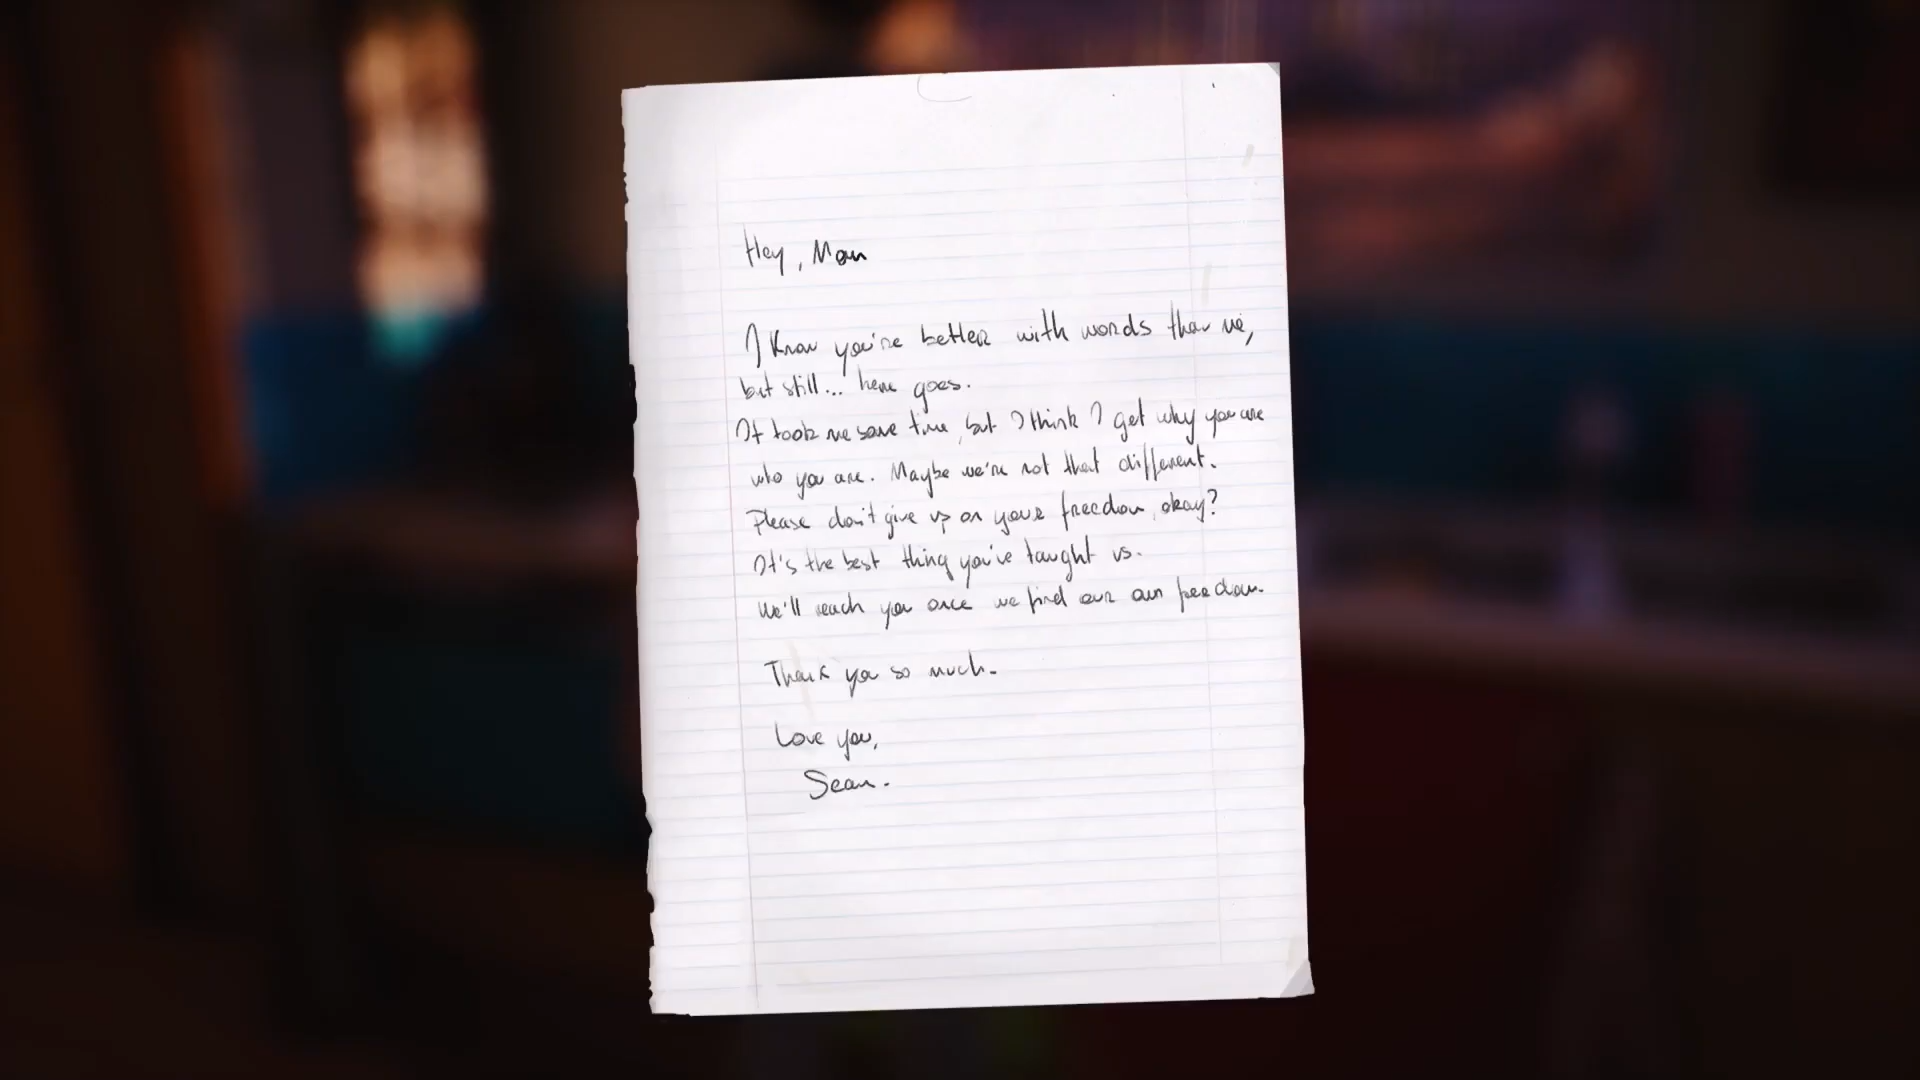 Hey, Mom
I know you're better with words than me,
but still... here goes.
It took me some time, but I think I get why you are
who you are. Maybe we're not that different.
Please don't give up on your freedom, okay?
It's the best thing you've taught us.
We'll reach you once we find our own freedom.
Thank you so much.
Love you,
Sean.